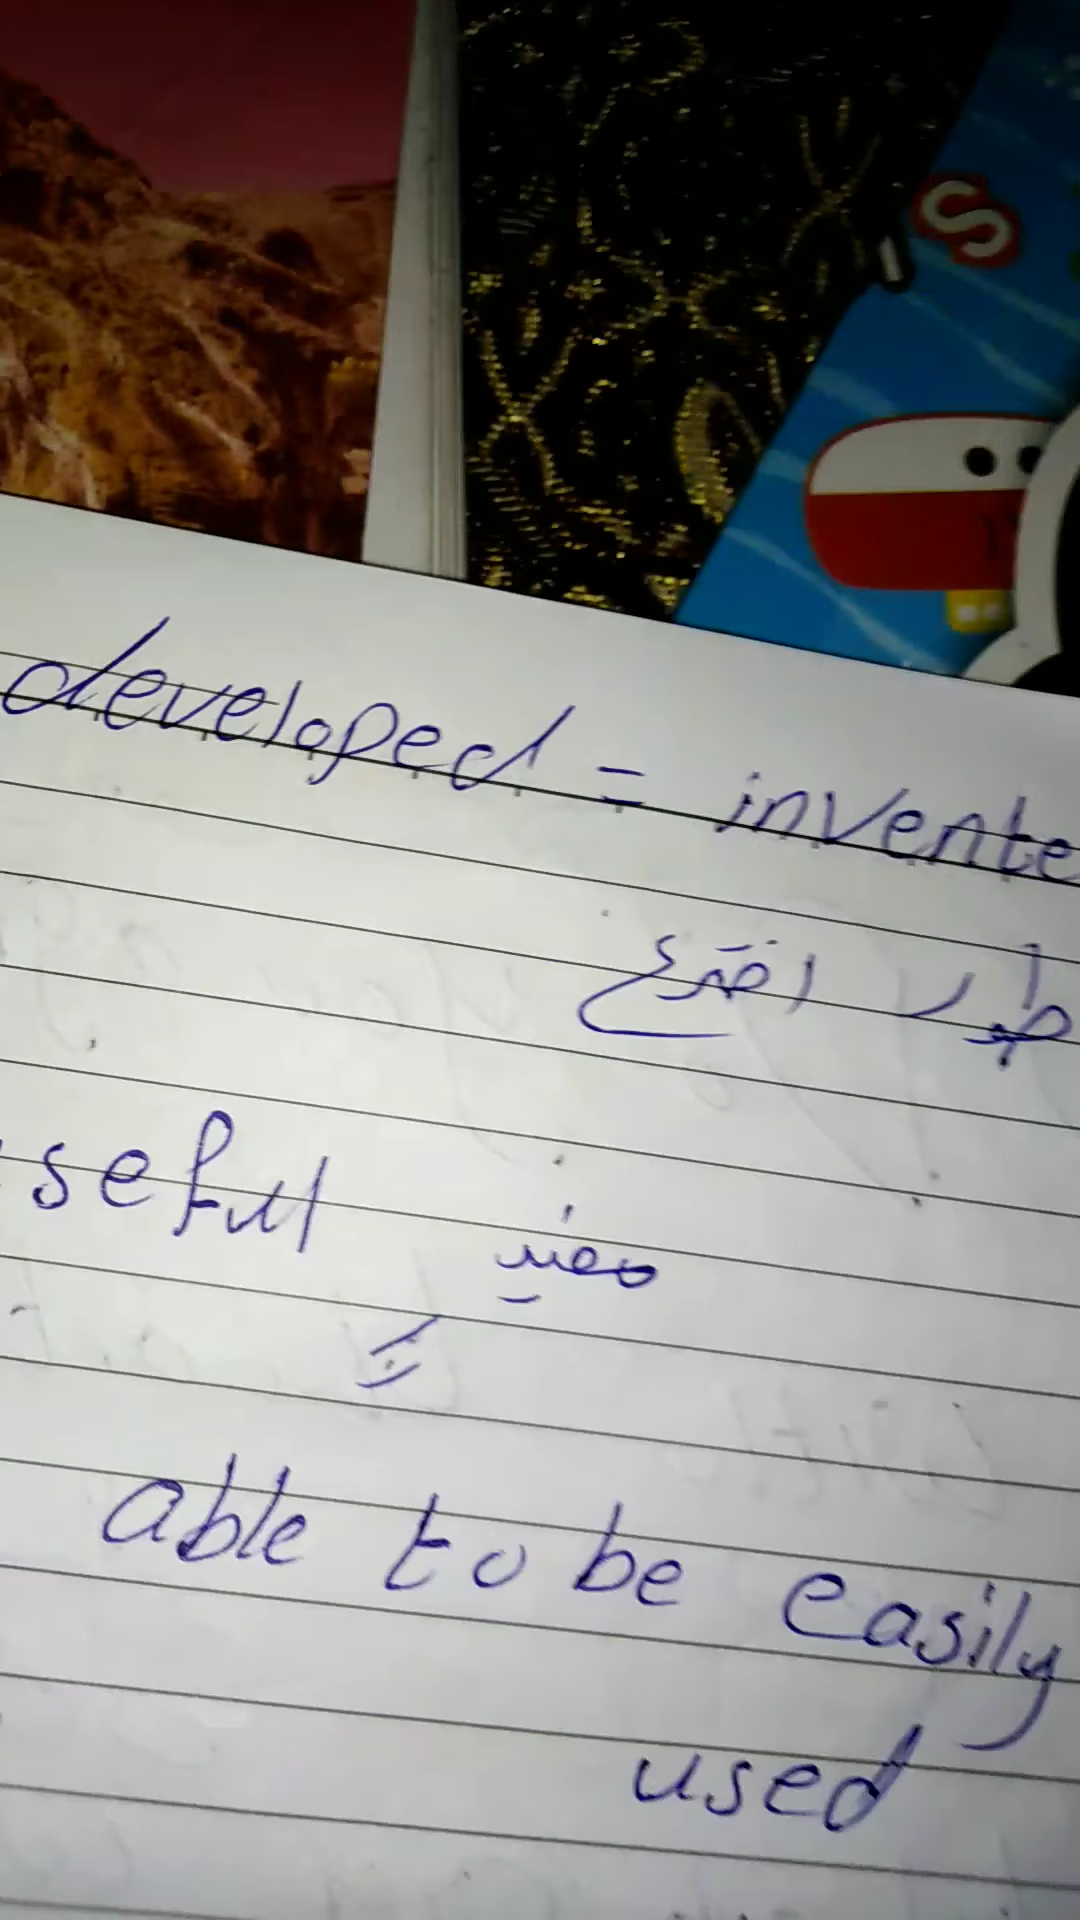 S
developed = invente
طور اخترع
seful مفيد
=
able to be easily
used